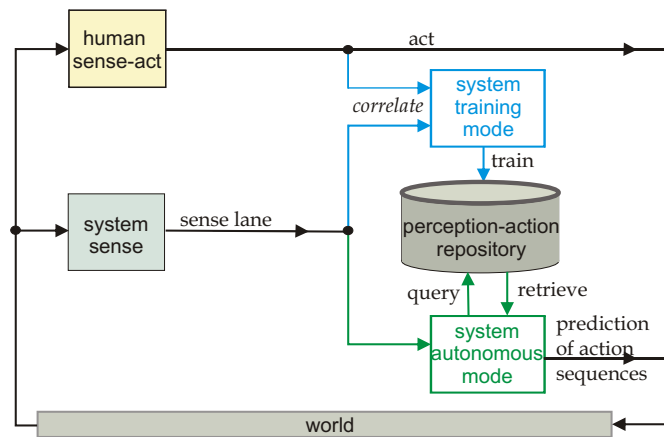 human
sense-act
act
system
training
mode
correlate
train
system
sense
sense lane
perception-action
repository
query
retrieve
system
autonomous
mode
prediction
of action
sequences
world